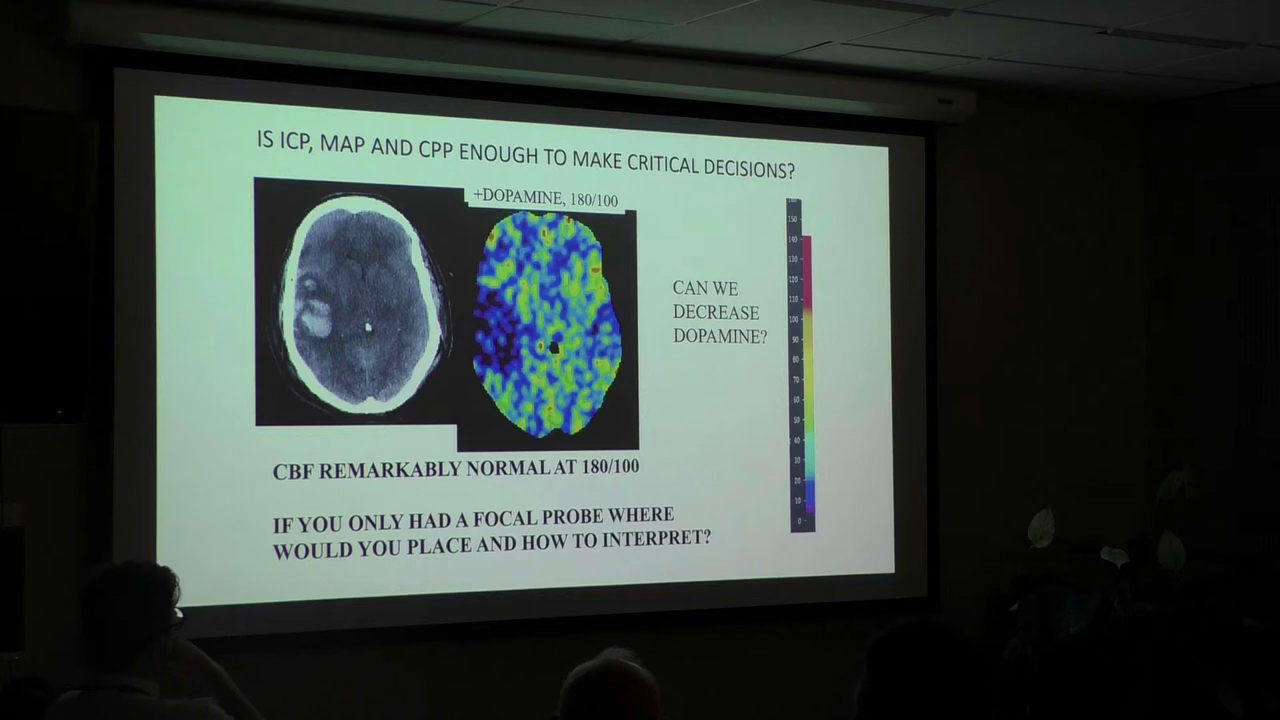 IS ICP, MAP AND CPP ENOUGH TO MAKE CRITICAL DECISIONS?
+DOPAMINE, 180/100
CAN WE
DECREASE
DOPAMINE?
150
140
130
120
110
100
90
80
70
60
50
40
30
20
10
0
CBF REMARKABLY NORMAL AT 180/100
IF YOU ONLY HAD A FOCAL PROBE WHERE
WOULD YOU PLACE AND HOW TO INTERPRET?